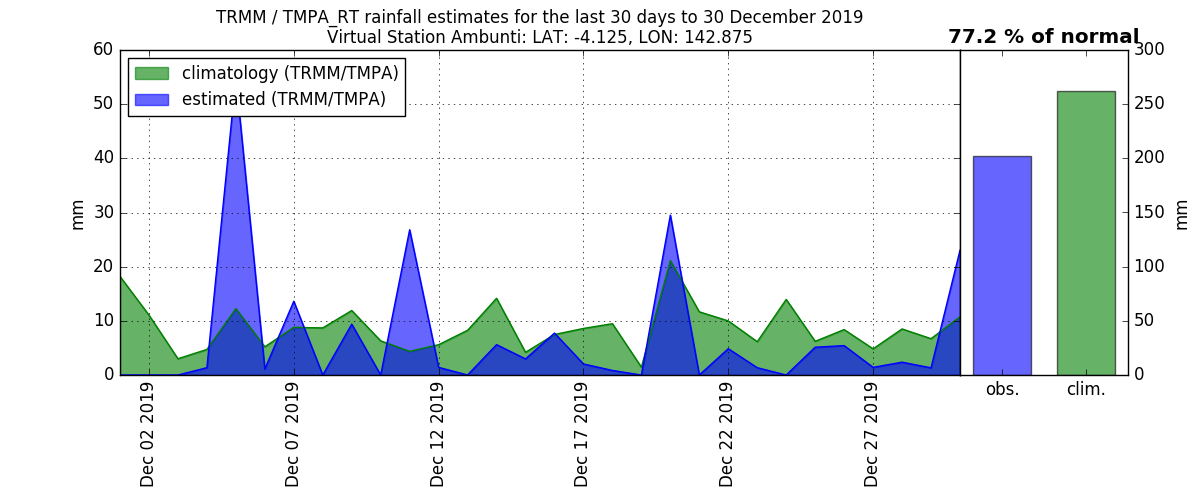 TRMM / TMPA_RT rainfall estimates for the last 30 days to 30 December 2019
Virtual Station Ambunti: LAT: -4.125, LON: 142.875
77.2 % of normal
climatology (TRMM/TMPA)
estimated (TRMM/TMPA)
60
50
40
30
20
10
0
mm
Dec 02 2019
Dec 07 2019
Dec 12 2019
Dec 17 2019
Dec 22 2019
Dec 27 2019
300
250
200
150
100
50
0
mm
obs.
clim.